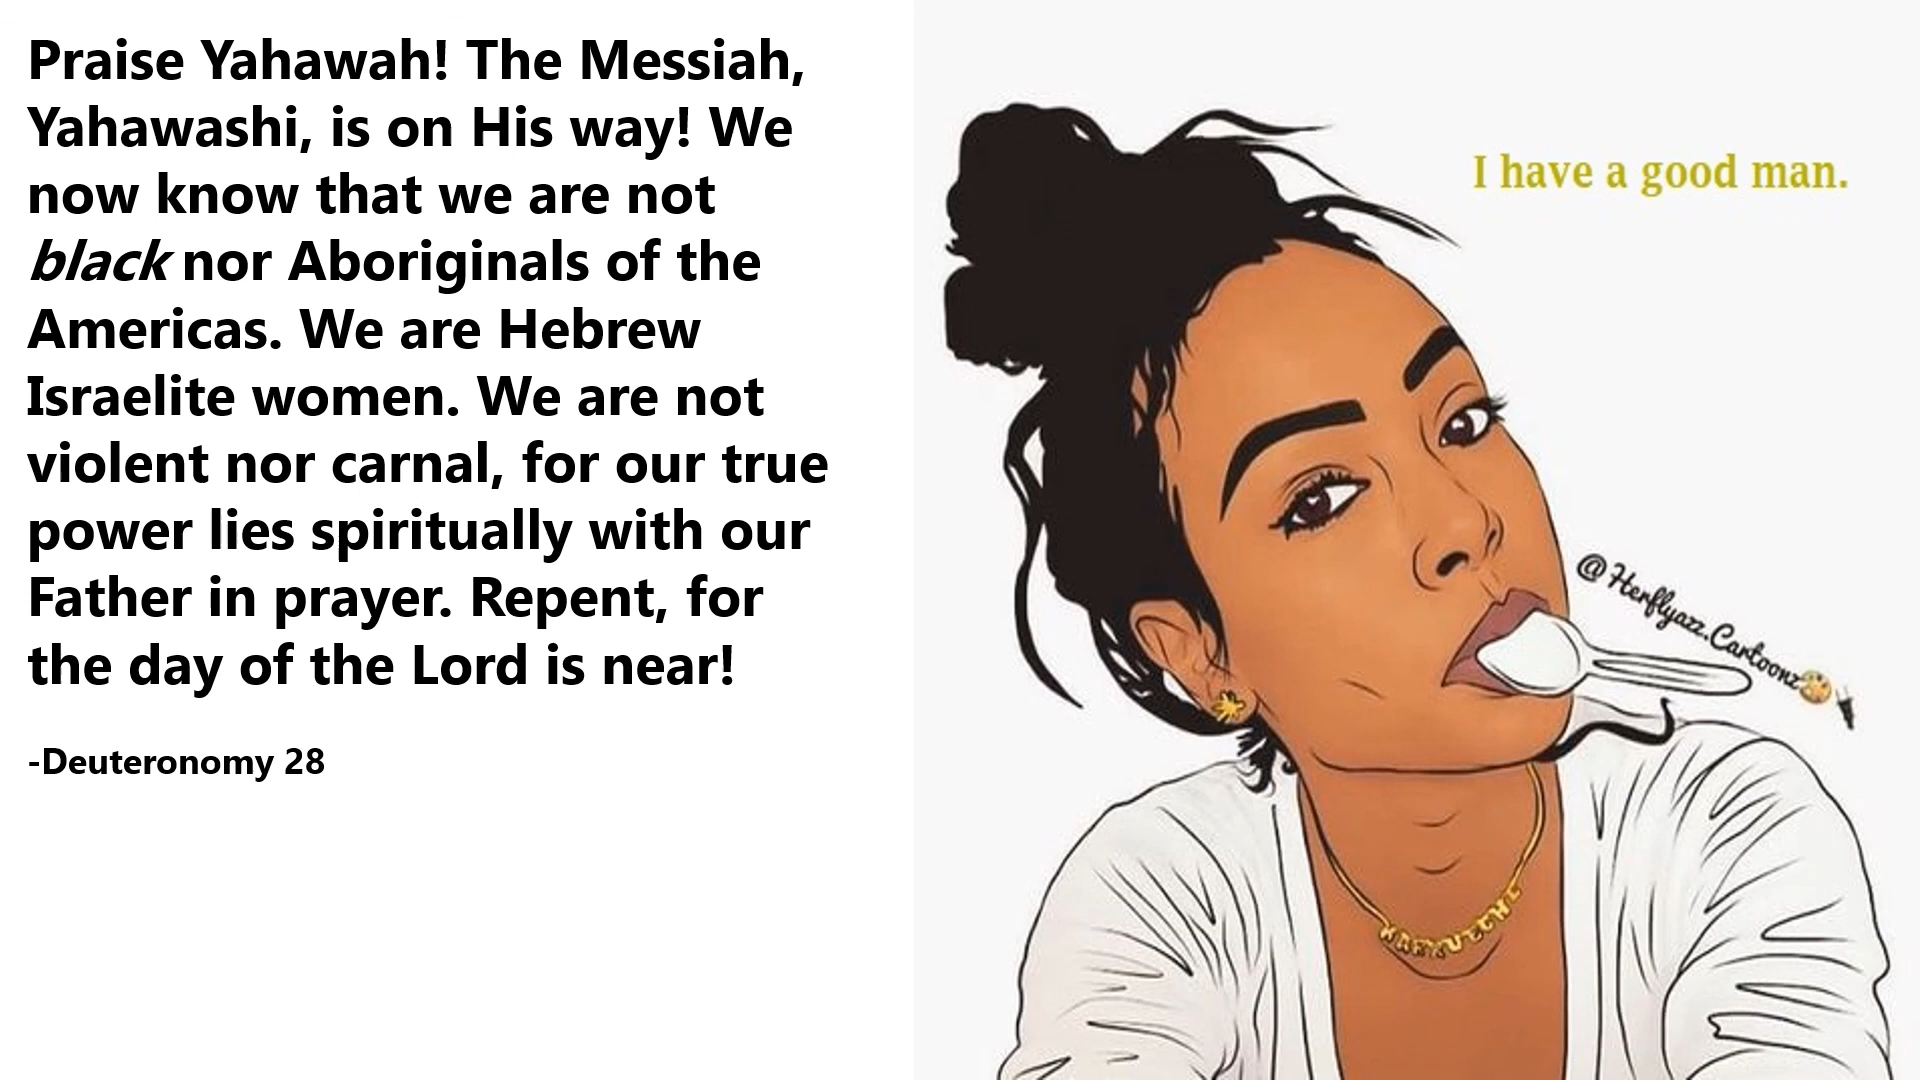 Praise Yahawah! The Messiah,
Yahawashi, is on His way! We
now know that we are not
black nor Aboriginals of the
Americas. We are Hebrew
Israelite women. We are not
violent nor carnal, for our true
power lies spiritually with our
Father in prayer. Repent, for
the day of the Lord is near!
-Deuteronomy 28
I have a good man.
@Herflyazz.Cartoonz